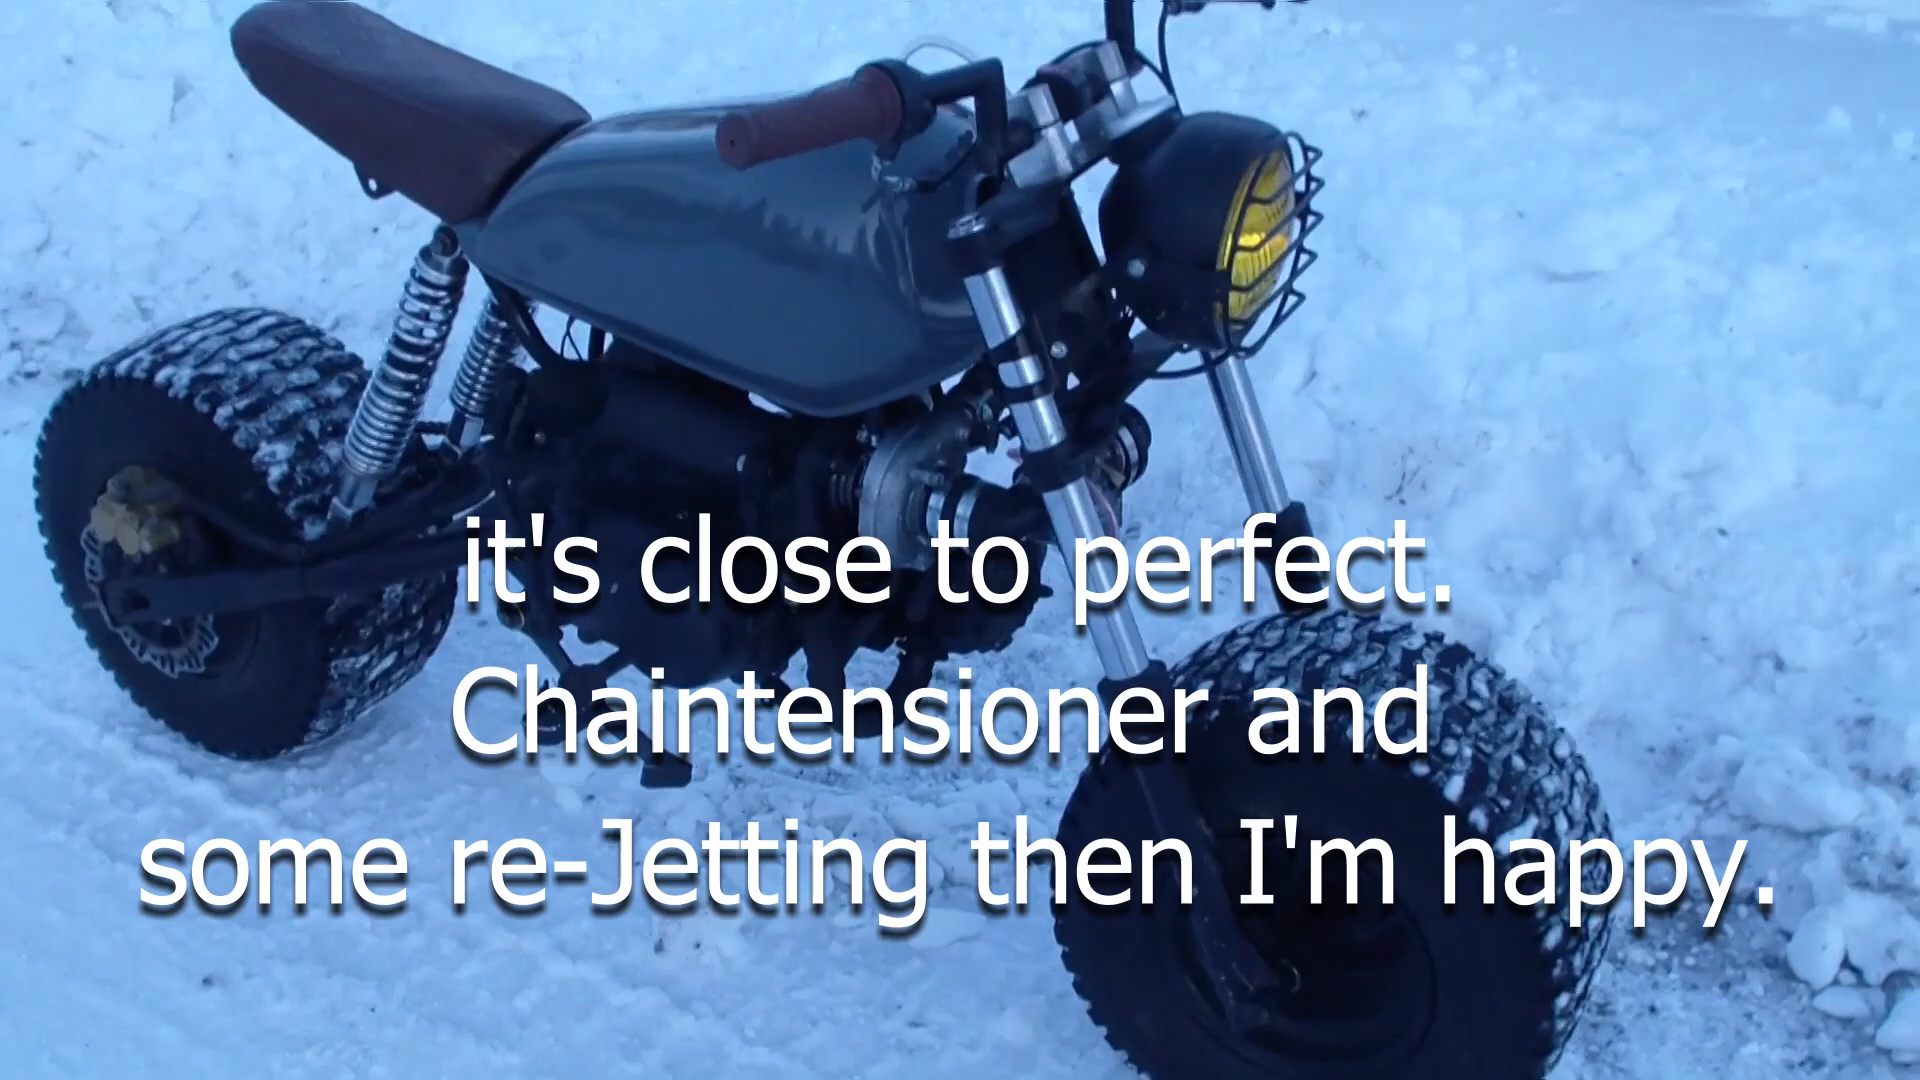 it's close to perfect.
Chaintensioner and
some re-Jetting then I'm happy.